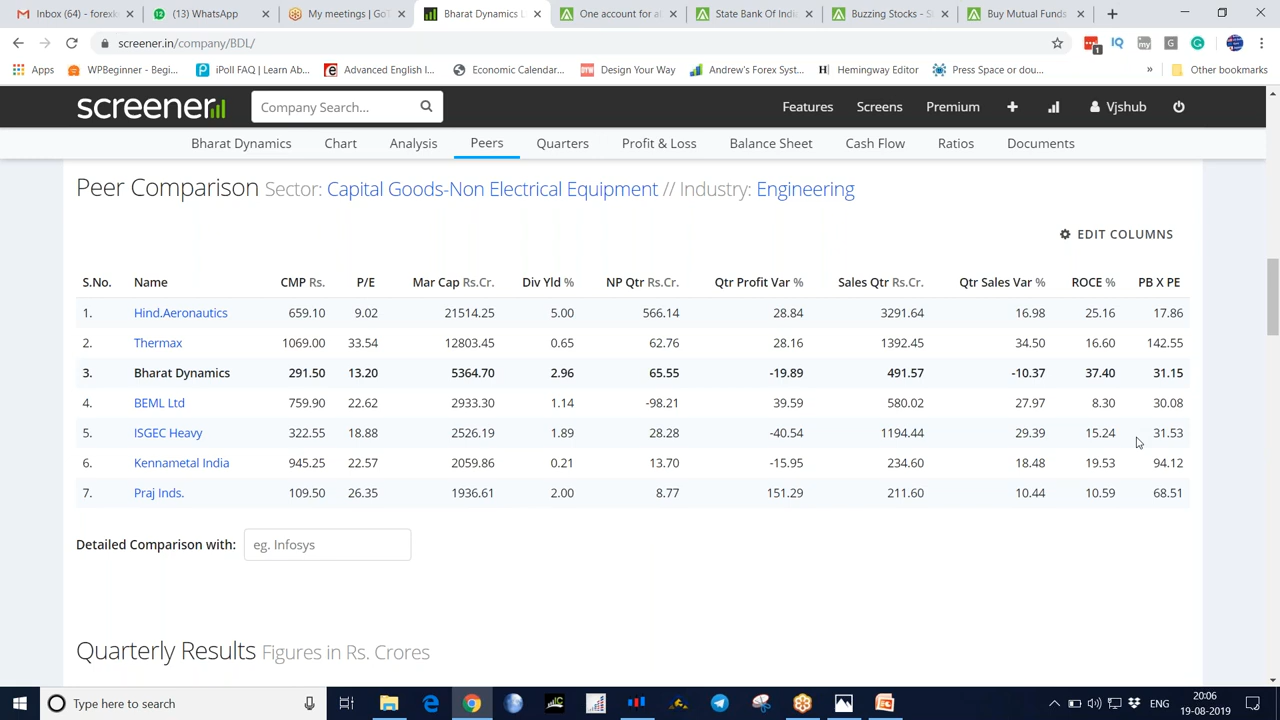 Inbox (64) - forexk
(13) WhatsApp
My meetings | GoT
Bharat Dynamics L
One account for al
State Bank Of Indi
Buzzing Stocks - S
Buy Mutual Funds
screener.in/company/BDL/
1
IQ
my
G
Apps
WPBeginner - Begi...
iPoll FAQ | Learn Ab...
Advanced English I...
Economic Calendar...
Design Your Way
Andrew's Forex Syst...
Hemingway Editor
Press Space or dou...
»
Other bookmarks
screener
Company Search...
Features
Screens
Premium
Vjshub
Bharat Dynamics
Chart
Analysis
Peers
Quarters
Profit & Loss
Balance Sheet
Cash Flow
Ratios
Documents
Peer Comparison Sector: Capital Goods-Non Electrical Equipment // Industry: Engineering
EDIT COLUMNS
S.No. Name CMP Rs. P/E Mar Cap Rs.Cr. Div Yld % NP Qtr Rs.Cr. Qtr Profit Var % Sales Qtr Rs.Cr. Qtr Sales Var % ROCE % PB X PE
1. Hind.Aeronautics 659.10 9.02 21514.25 5.00 566.14 28.84 3291.64 16.98 25.16 17.86
2. Thermax 1069.00 33.54 12803.45 0.65 62.76 28.16 1392.45 34.50 16.60 142.55
3. Bharat Dynamics 291.50 13.20 5364.70 2.96 65.55 -19.89 491.57 -10.37 37.40 31.15
4. BEML Ltd 759.90 22.62 2933.30 1.14 -98.21 39.59 580.02 27.97 8.30 30.08
5. ISGEC Heavy 322.55 18.88 2526.19 1.89 28.28 -40.54 1194.44 29.39 15.24 31.53
6. Kennametal India 945.25 22.57 2059.86 0.21 13.70 -15.95 234.60 18.48 19.53 94.12
7. Praj Inds. 109.50 26.35 1936.61 2.00 8.77 151.29 211.60 10.44 10.59 68.51
Detailed Comparison with: eg. Infosys
Quarterly Results Figures in Rs. Crores
Type here to search
ENG
20:06
19-08-2019